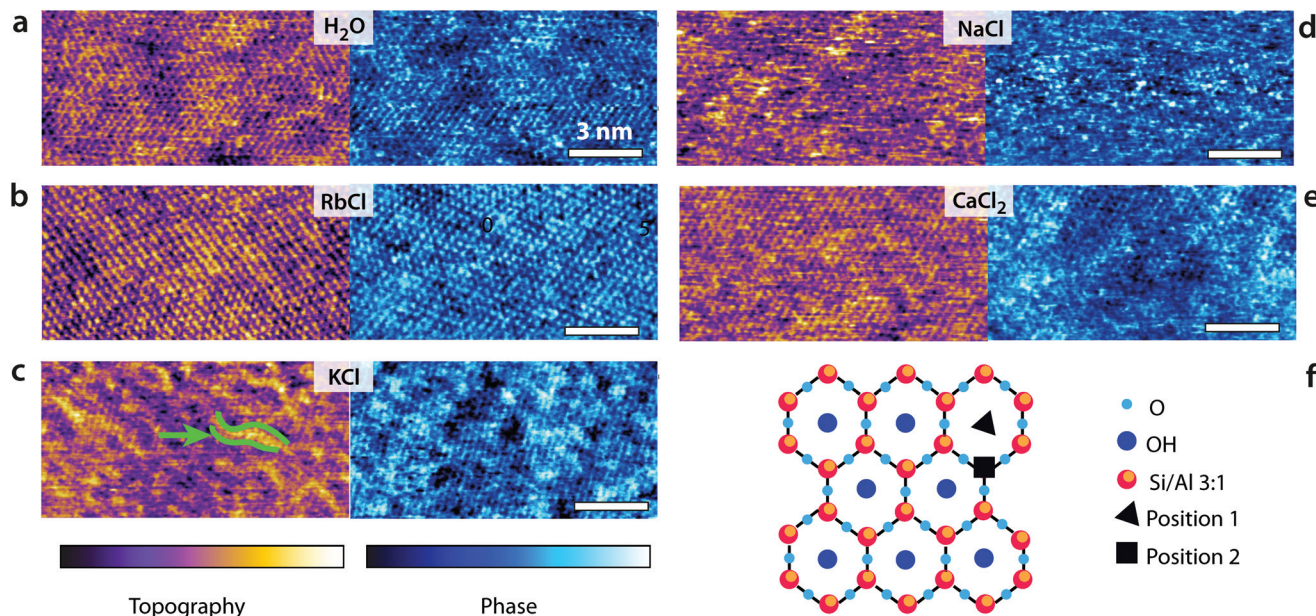 a
H₂O
3 nm
b
RbCl
0
5
c
KCl
Topography
Phase
NaCl
d
CaCl₂
e
f
O
OH
Si/Al 3:1
Position 1
Position 2